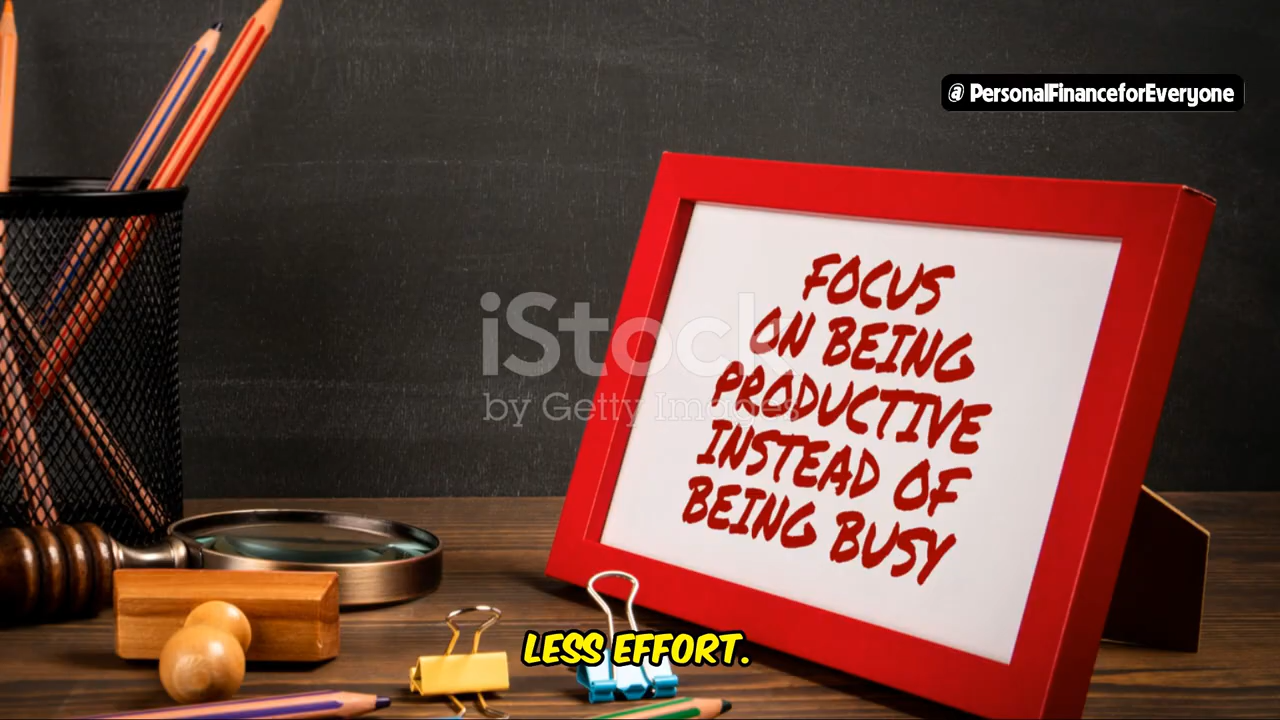 @ PersonalFinanceforEveryone
iStock
by Getty Images
FOCUS
ON BEING
PRODUCTIVE
INSTEAD OF
BEING BUSY
LESS EFFORT.